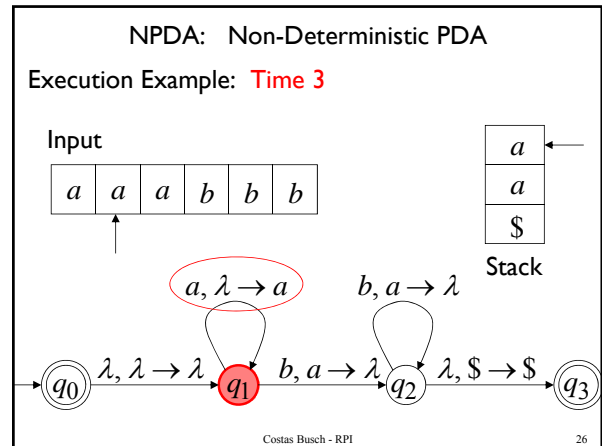 NPDA: Non-Deterministic PDA
Execution Example: Time 3
Input
a a a b b b
a
a
$
Stack
a, λ → a
b, a → λ
q0
λ, λ → λ
q1
b, a → λ
q2
λ, $ → $
q3
Costas Busch - RPI
26